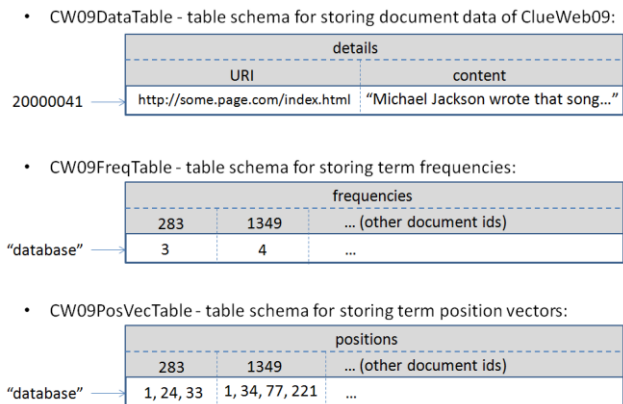 • CW09DataTable - table schema for storing document data of ClueWeb09:
details
URI content
20000041 http://some.page.com/index.html "Michael Jackson wrote that song..."
• CW09FreqTable - table schema for storing term frequencies:
frequencies
283 1349 ... (other document ids)
"database" 3 4 ...
• CW09PosVecTable - table schema for storing term position vectors:
positions
283 1349 ... (other document ids)
"database" 1, 24, 33 1, 34, 77, 221 ...